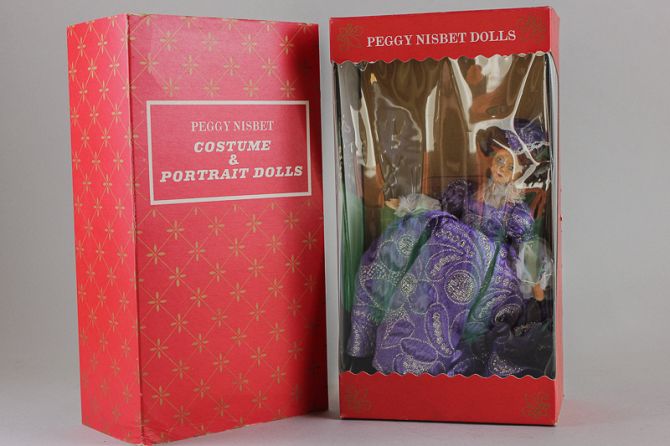 PEGGY NISBET
COSTUME
&
PORTRAIT DOLLS
PEGGY NISBET DOLLS